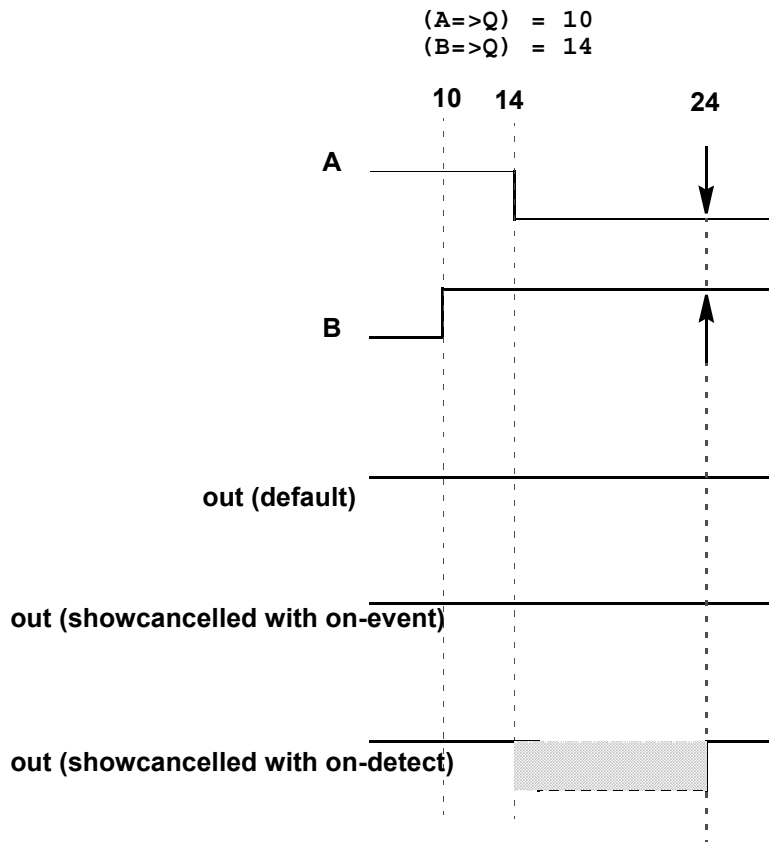 (A=>Q) = 10
(B=>Q) = 14
10 14 24
A
B
out (default)
out (showcancelled with on-event)
out (showcancelled with on-detect)